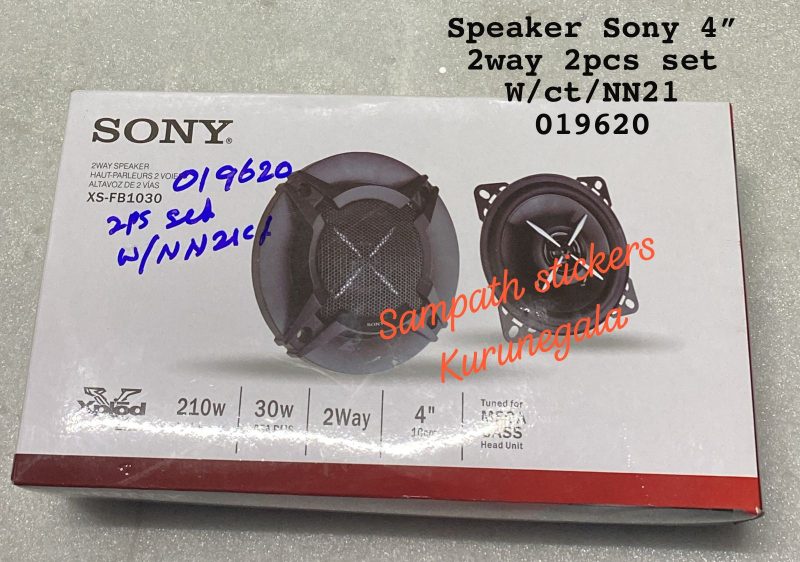 Speaker Sony 4″
2way 2pcs set
W/ct/NN21
019620
SONY®
2WAY SPEAKER
HAUT-PARLEURS 2 VOIES
ALTAVOZ DE 2 VÍAS
XS-FB1030
019620
2ps set
w/NN21ct
SONY
Sampath stickers
Kurunegala
Xplod
210w
30w
2Way
4"
10cm
Tuned for
MEGA
BASS
Head Unit